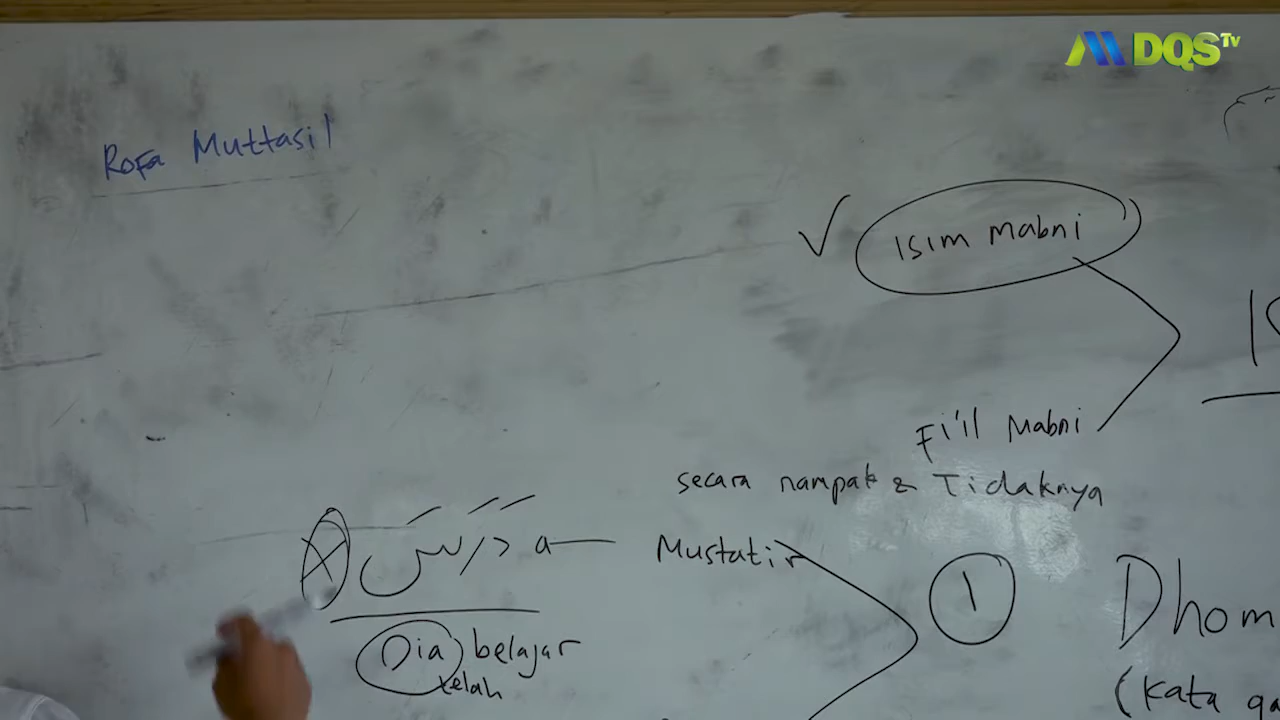 DQS Tv
Rofa Muttasil
Isim Mabni
Fi'il Mabni
secara nampak & Tidaknya
a درس
Mustatir
1
Dhom
Dia belajar
telah
(Kata ga